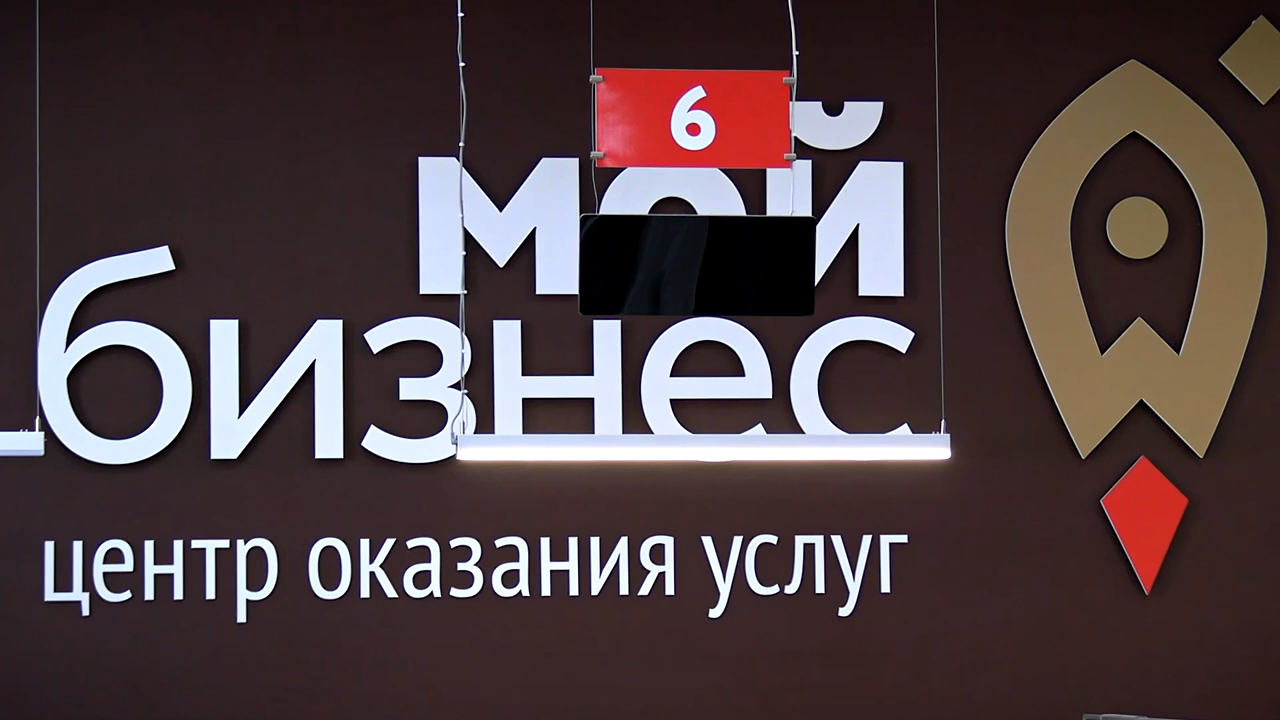 6
мой
бизнес
центр оказания услуг